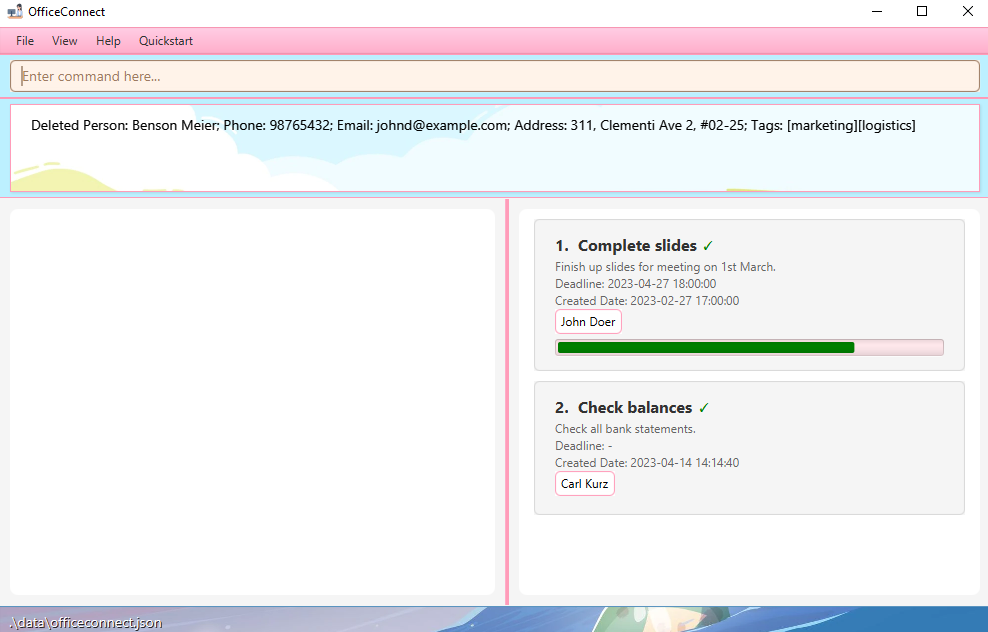 OfficeConnect
File View Help Quickstart
Enter command here...
Deleted Person: Benson Meier; Phone: 98765432; Email: johnd@example.com; Address: 311, Clementi Ave 2, #02-25; Tags: [marketing][logistics]
1. Complete slides ✓
Finish up slides for meeting on 1st March.
Deadline: 2023-04-27 18:00:00
Created Date: 2023-02-27 17:00:00
John Doer
2. Check balances ✓
Check all bank statements.
Deadline: -
Created Date: 2023-04-14 14:14:40
Carl Kurz
.\data\officeconnect.json